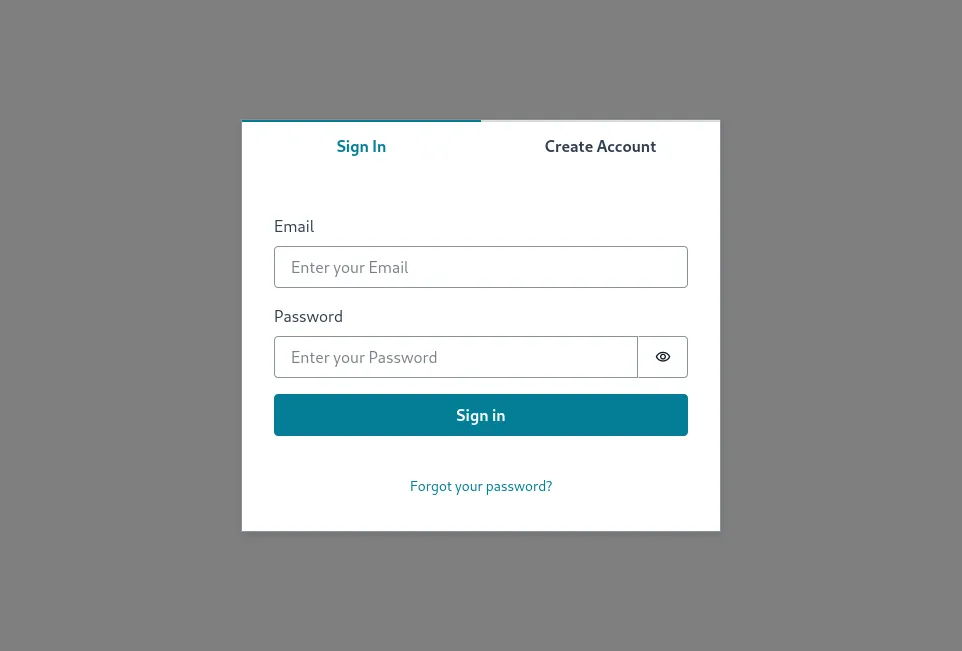 Sign In
Create Account
Email
Enter your Email
Password
Enter your Password
Sign in
Forgot your password?